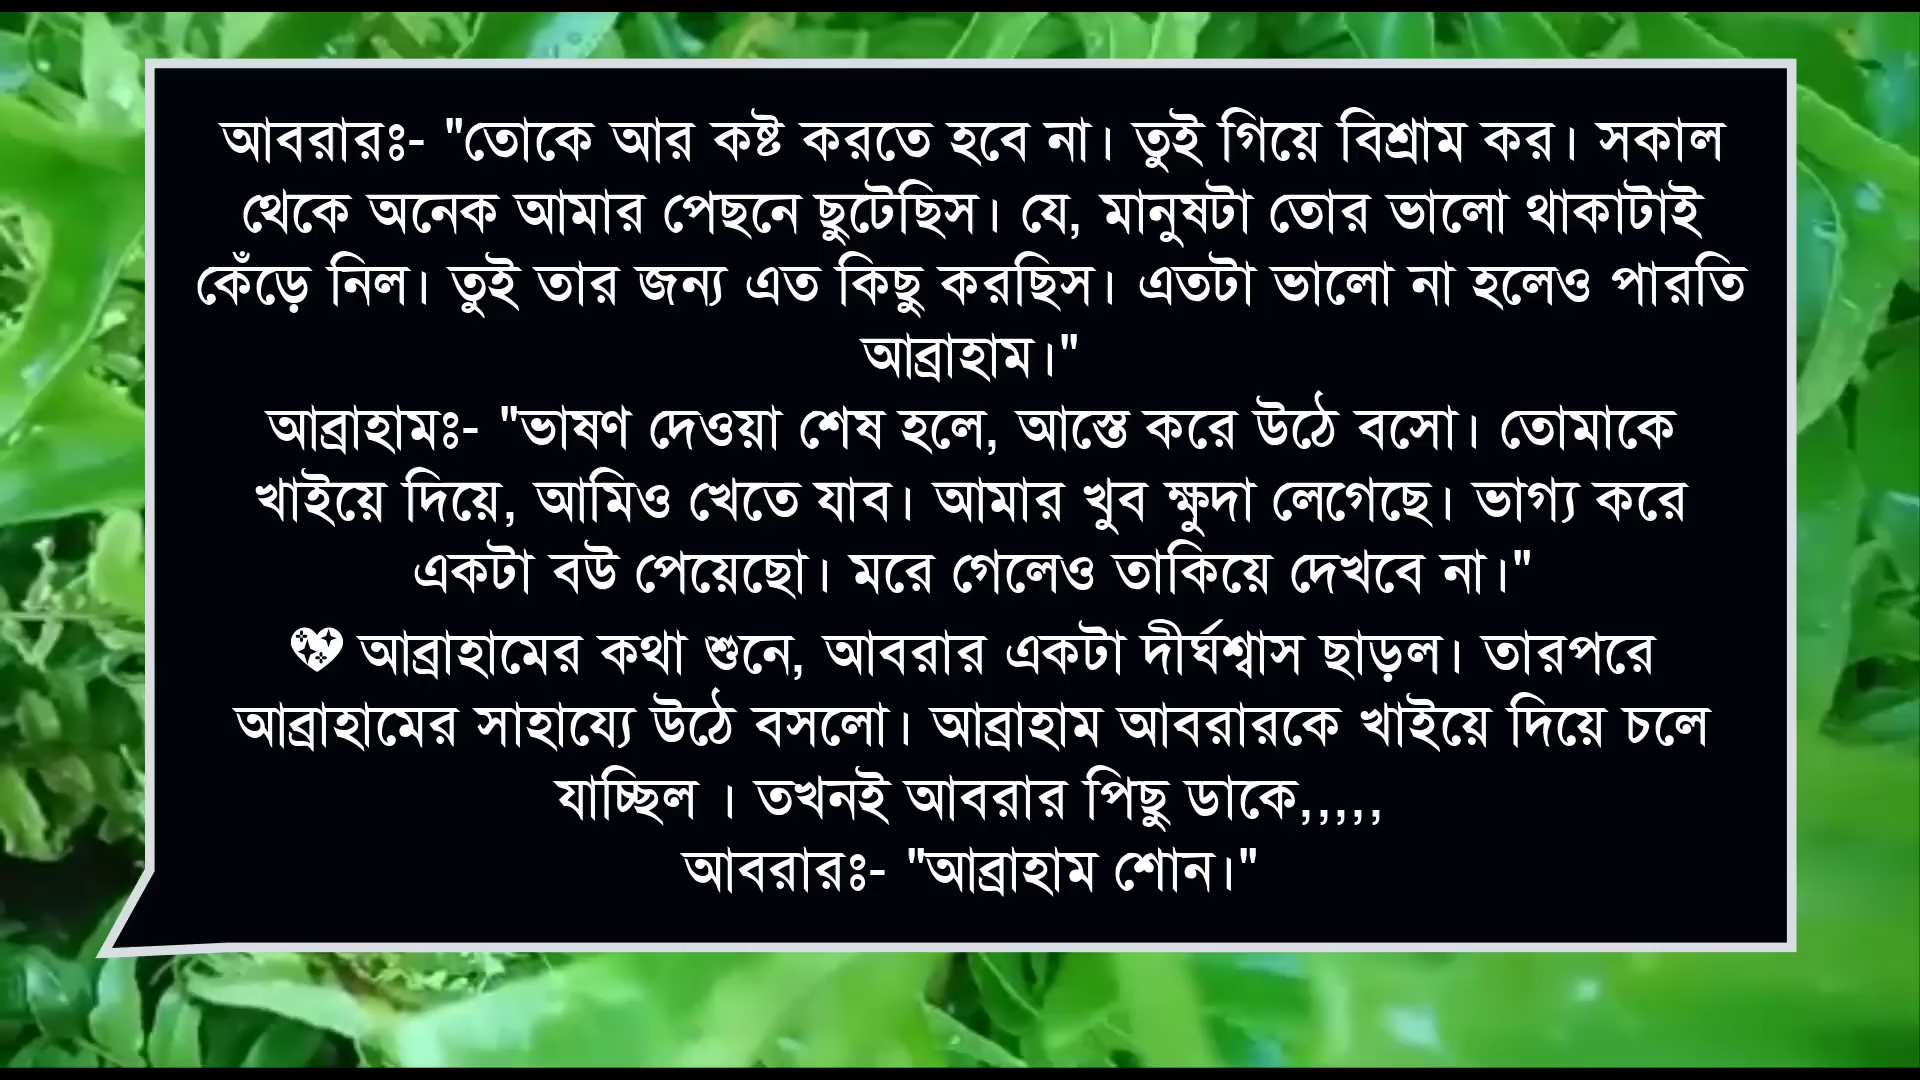 আবরারঃ- "তোকে আর কষ্ট করতে হবে না। তুই গিয়ে বিশ্রাম কর। সকাল
থেকে অনেক আমার পেছনে ছুটেছিস। যে, মানুষটা তোর ভালো থাকাটাই
কেঁড়ে নিল। তুই তার জন্য এত কিছু করছিস। এতটা ভালো না হলেও পারতি
আব্রাহাম।"
আব্রাহামঃ- "ভাষণ দেওয়া শেষ হলে, আস্তে করে উঠে বসো। তোমাকে
খাইয়ে দিয়ে, আমিও খেতে যাব। আমার খুব ক্ষুদা লেগেছে। ভাগ্য করে
একটা বউ পেয়েছো। মরে গেলেও তাকিয়ে দেখবে না।"
💖 আব্রাহামের কথা শুনে, আবরার একটা দীর্ঘশ্বাস ছাড়ল। তারপরে
আব্রাহামের সাহায্যে উঠে বসলো। আব্রাহাম আবরারকে খাইয়ে দিয়ে চলে
যাচ্ছিল । তখনই আবরার পিছু ডাকে,,,,,
আবরারঃ- "আব্রাহাম শোন।"